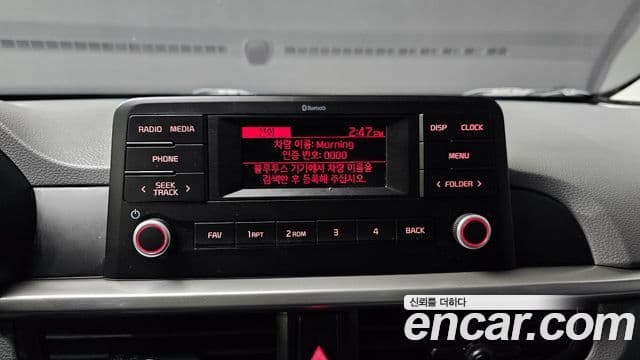 Bluetooth
RADIO MEDIA
전화 2:47 PM
DISP CLOCK
차량 이름: Morning
인증 번호: 0000
PHONE
MENU
블루투스 기기에서 차량 이름을
검색한 후 등록해 주십시오.
< SEEK TRACK >
< FOLDER >
FAV 1 RPT 2 RDM 3 4 BACK
신뢰를 더하다
encar.com